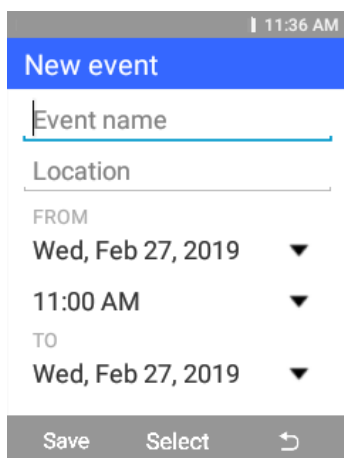 11:36 AM
New event
Event name
Location
FROM
Wed, Feb 27, 2019
11:00 AM
TO
Wed, Feb 27, 2019
Save Select